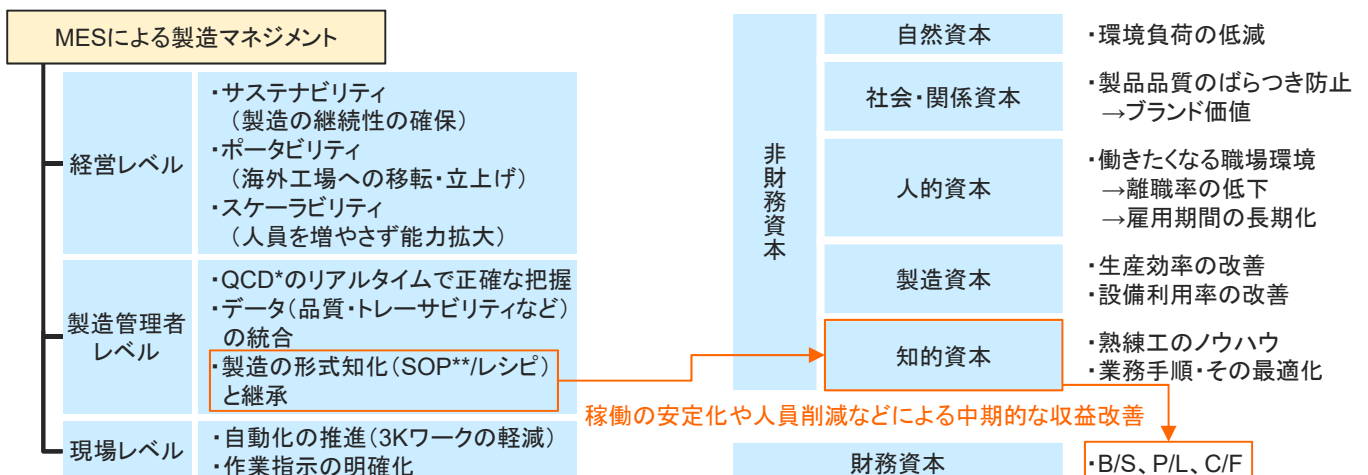 MESによる製造マネジメント
経営レベル
・サステナビリティ
（製造の継続性の確保）
・ポータビリティ
（海外工場への移転・立上げ）
・スケーラビリティ
（人員を増やさず能力拡大）
製造管理者
レベル
・QCD*のリアルタイムで正確な把握
・データ（品質・トレーサビリティなど）
の統合
・製造の形式知化（SOP**/レシピ）
と継承
現場レベル
・自動化の推進（3Kワークの軽減）
・作業指示の明確化
非財務資本
自然資本
・環境負荷の低減
社会・関係資本
・製品品質のばらつき防止
→ブランド価値
人的資本
・働きたくなる職場環境
→離職率の低下
→雇用期間の長期化
製造資本
・生産効率の改善
・設備利用率の改善
知的資本
・熟練工のノウハウ
・業務手順・その最適化
稼働の安定化や人員削減などによる中期的な収益改善
財務資本
・B/S、P/L、C/F